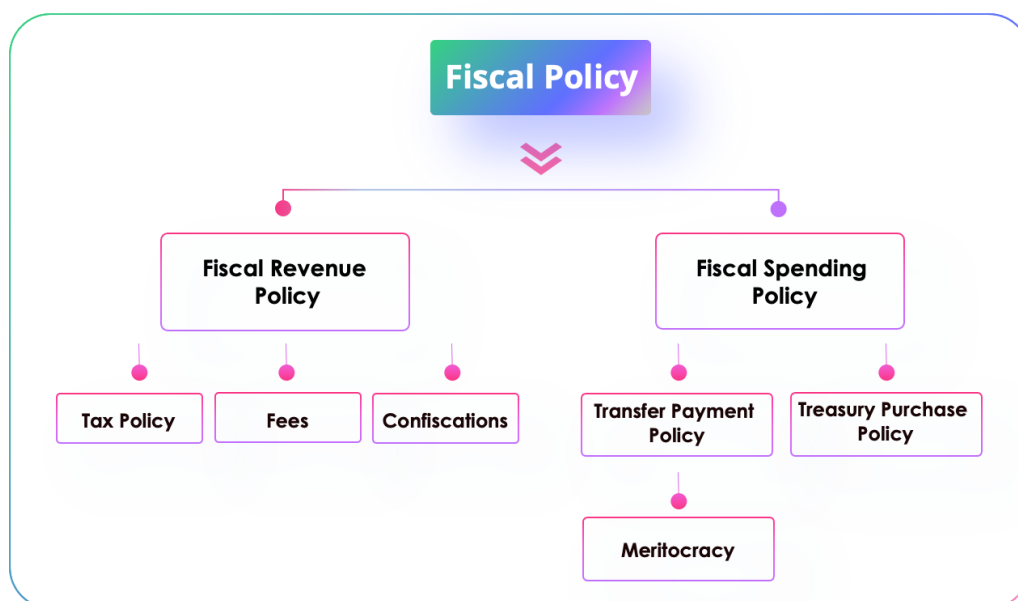 Fiscal Policy
Fiscal Revenue
Policy
Fiscal Spending
Policy
Tax Policy
Fees
Confiscations
Transfer Payment
Policy
Treasury Purchase
Policy
Meritocracy